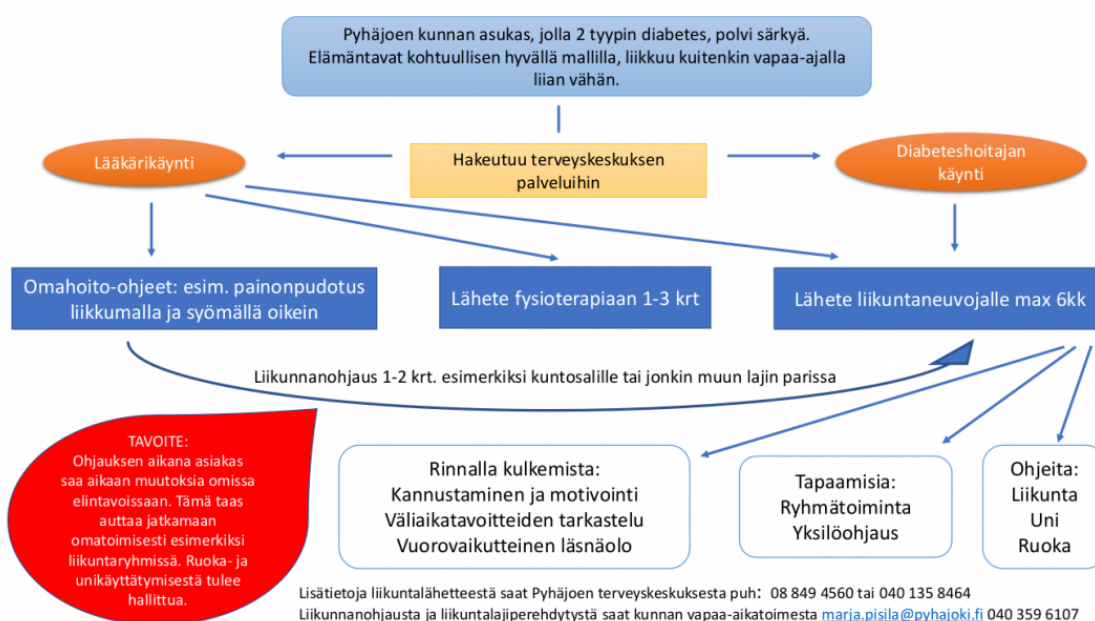 Pyhäjoen kunnan asukas, jolla 2 tyypin diabetes, polvi särkyä.
Elämäntavat kohtuullisen hyvällä mallilla, liikkuu kuitenkin vapaa-ajalla
liian vähän.
Lääkärikäynti
Hakeutuu terveyskeskuksen
palveluihin
Diabeteshoitajan
käynti
Omahoito-ohjeet: esim. painonpudotus
liikkumalla ja syömällä oikein
Lähete fysioterapiaan 1-3 krt
Lähete liikuntaneuvojalle max 6kk
Liikunnanohjaus 1-2 krt. esimerkiksi kuntosalille tai jonkin muun lajin parissa
TAVOITE:
Ohjauksen aikana asiakas
saa aikaan muutoksia omissa
elintavoissaan. Tämä taas
auttaa jatkamaan
omatoimisesti esimerkiksi
liikuntaryhmissä. Ruoka- ja
unikäyttätymisestä tulee
hallittua.
Rinnalla kulkemista:
Kannustaminen ja motivointi
Väliaikatavoitteiden tarkastelu
Vuorovaikutteinen läsnäolo
Tapaamisia:
Ryhmätoiminta
Yksilöohjaus
Ohjeita:
Liikunta
Uni
Ruoka
Lisätietoja liikuntalähetteestä saat Pyhäjoen terveyskeskuksesta puh: 08 849 4560 tai 040 135 8464
Liikunnanohjausta ja liikuntalajiperehdytystä saat kunnan vapaa-aikatoimesta marja.pisila@pyhajoki.fi 040 359 6107